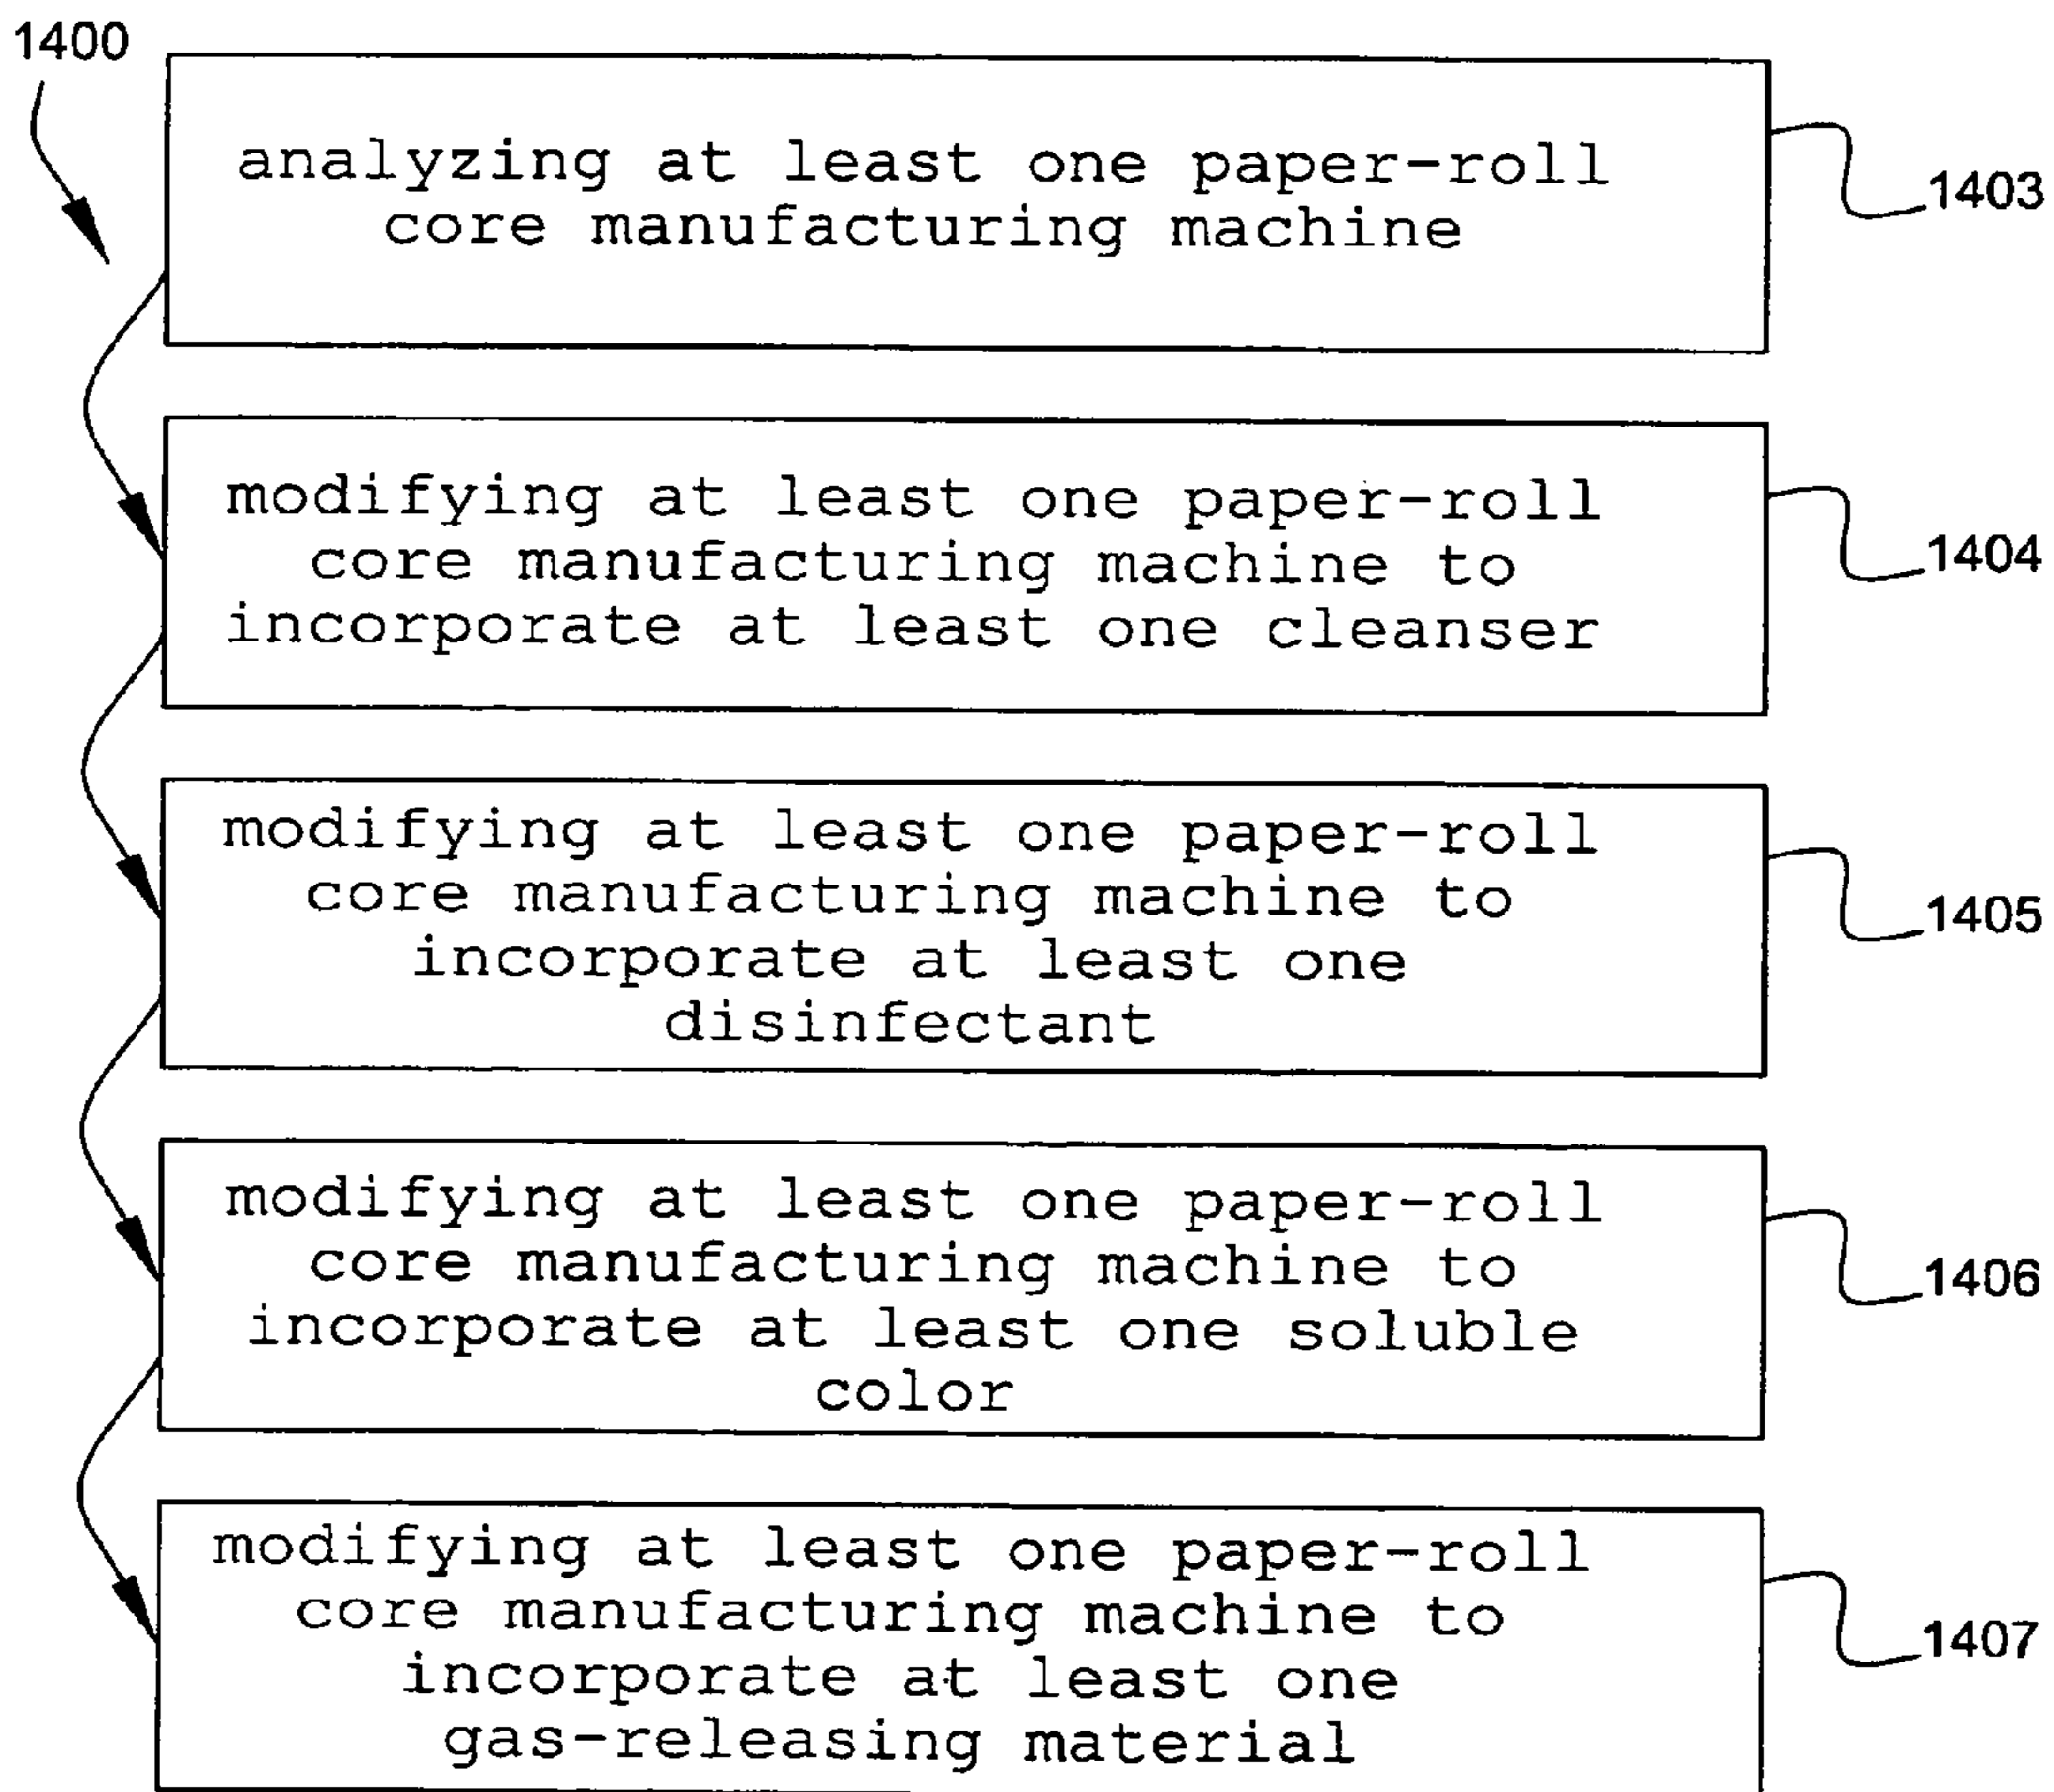 1400
analyzing at least one paper-roll
core manufacturing machine
1403
modifying at least one paper-roll
core manufacturing machine to
incorporate at least one cleanser
1404
modifying at least one paper-roll
core manufacturing machine to
incorporate at least one
disinfectant
1405
modifying at least one paper-roll
core manufacturing machine to
incorporate at least one soluble
color
1406
modifying at least one paper-roll
core manufacturing machine to
incorporate at least one
gas-releasing material
1407